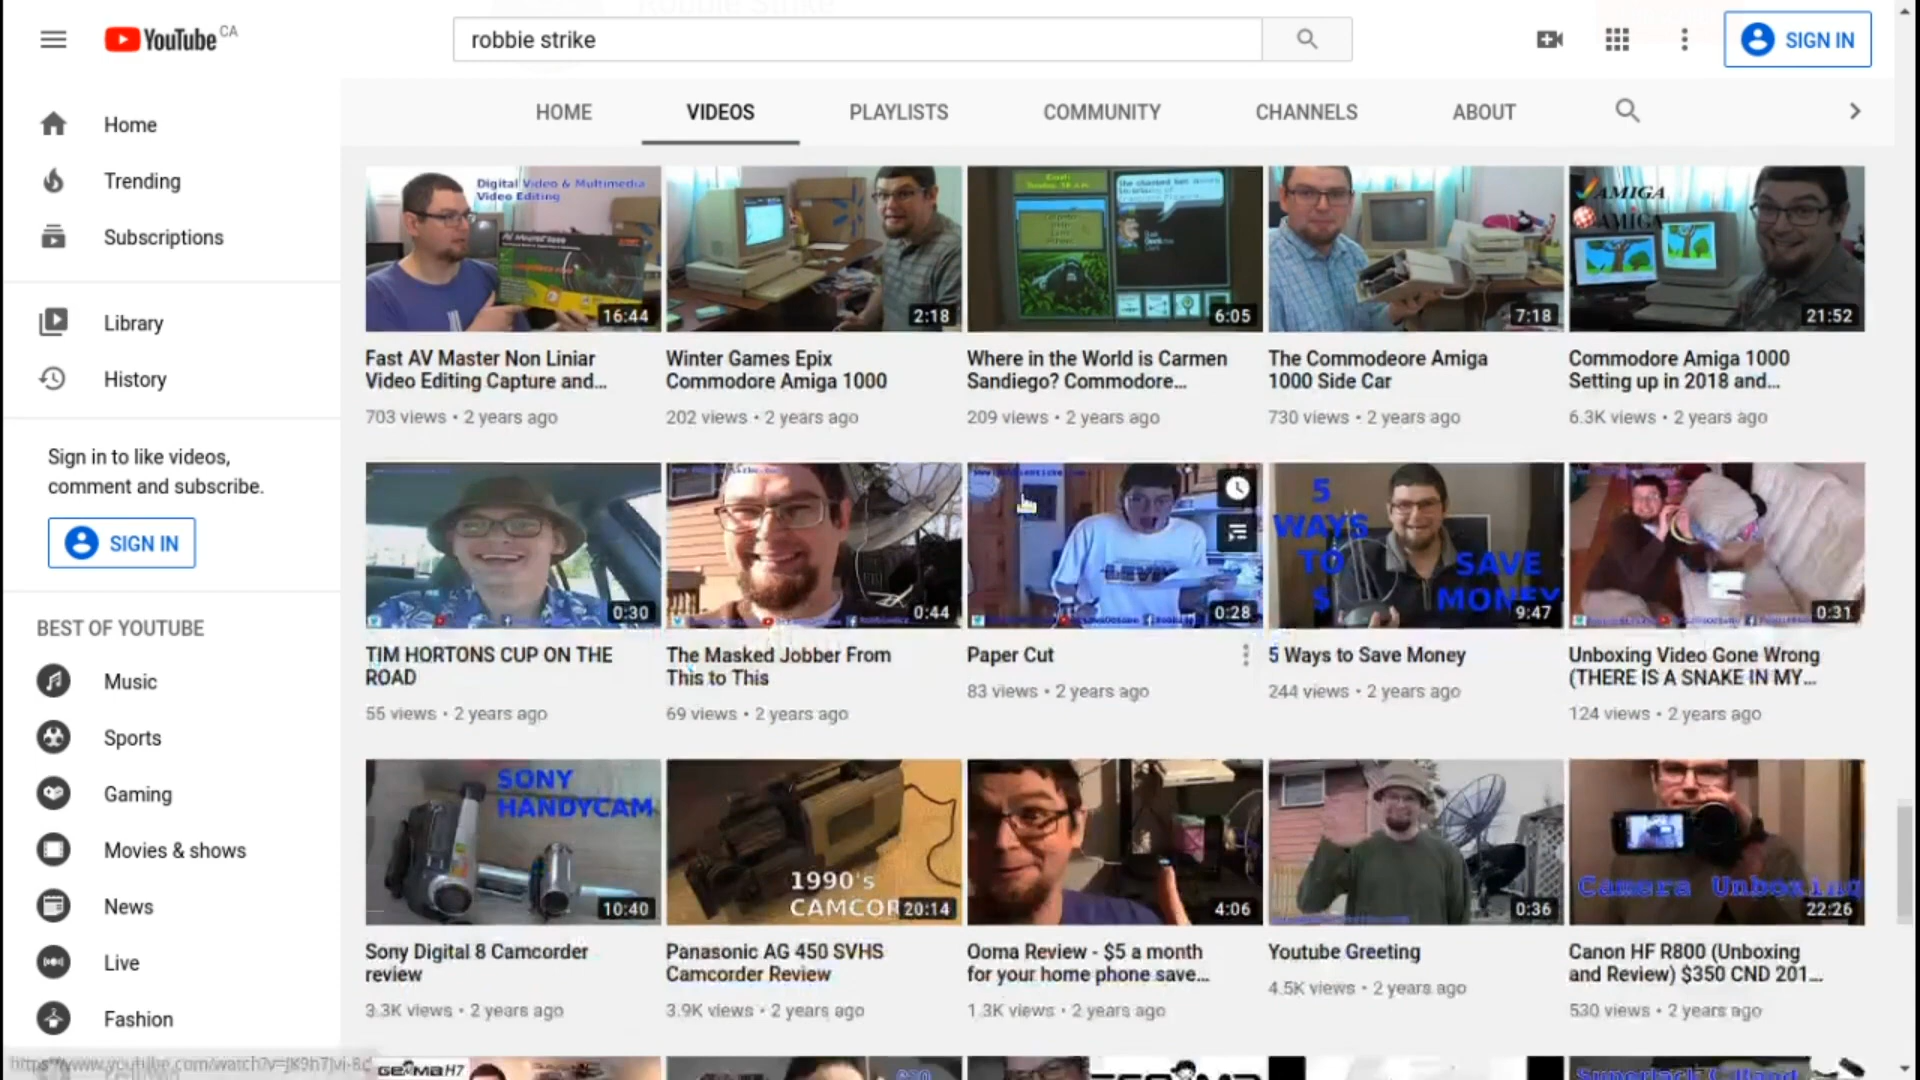 YouTube CA
robbie strike
SIGN IN
HOME
VIDEOS
PLAYLISTS
COMMUNITY
CHANNELS
ABOUT
Home
Trending
Subscriptions
Library
History
Sign in to like videos,
comment and subscribe.
SIGN IN
BEST OF YOUTUBE
Music
Sports
Gaming
Movies & shows
News
Live
Fashion
Digital Video & Multimedia
Video Editing
16:44
2:18
6:05
7:18
AMIGA
AMIGA
21:52
Fast AV Master Non Liniar
Video Editing Capture and...
703 views • 2 years ago
Winter Games Epix
Commodore Amiga 1000
202 views • 2 years ago
Where in the World is Carmen
Sandiego? Commodore...
209 views • 2 years ago
The Commodeore Amiga
1000 Side Car
730 views • 2 years ago
Commodore Amiga 1000
Setting up in 2018 and...
6.3K views • 2 years ago
0:30
0:44
0:28
5
WAYS
TO
$
SAVE
MONEY
9:47
0:31
TIM HORTONS CUP ON THE
ROAD
55 views • 2 years ago
The Masked Jobber From
This to This
69 views • 2 years ago
Paper Cut
83 views • 2 years ago
5 Ways to Save Money
244 views • 2 years ago
Unboxing Video Gone Wrong
(THERE IS A SNAKE IN MY...
124 views • 2 years ago
SONY
HANDYCAM
10:40
1990's
CAMCOR
20:14
4:06
0:36
Camera Unboxing
22:26
Sony Digital 8 Camcorder
review
3.3K views • 2 years ago
Panasonic AG 450 SVHS
Camcorder Review
3.9K views • 2 years ago
Ooma Review - $5 a month
for your home phone save...
1.3K views • 2 years ago
Youtube Greeting
4.5K views • 2 years ago
Canon HF R800 (Unboxing
and Review) $350 CND 201...
530 views • 2 years ago